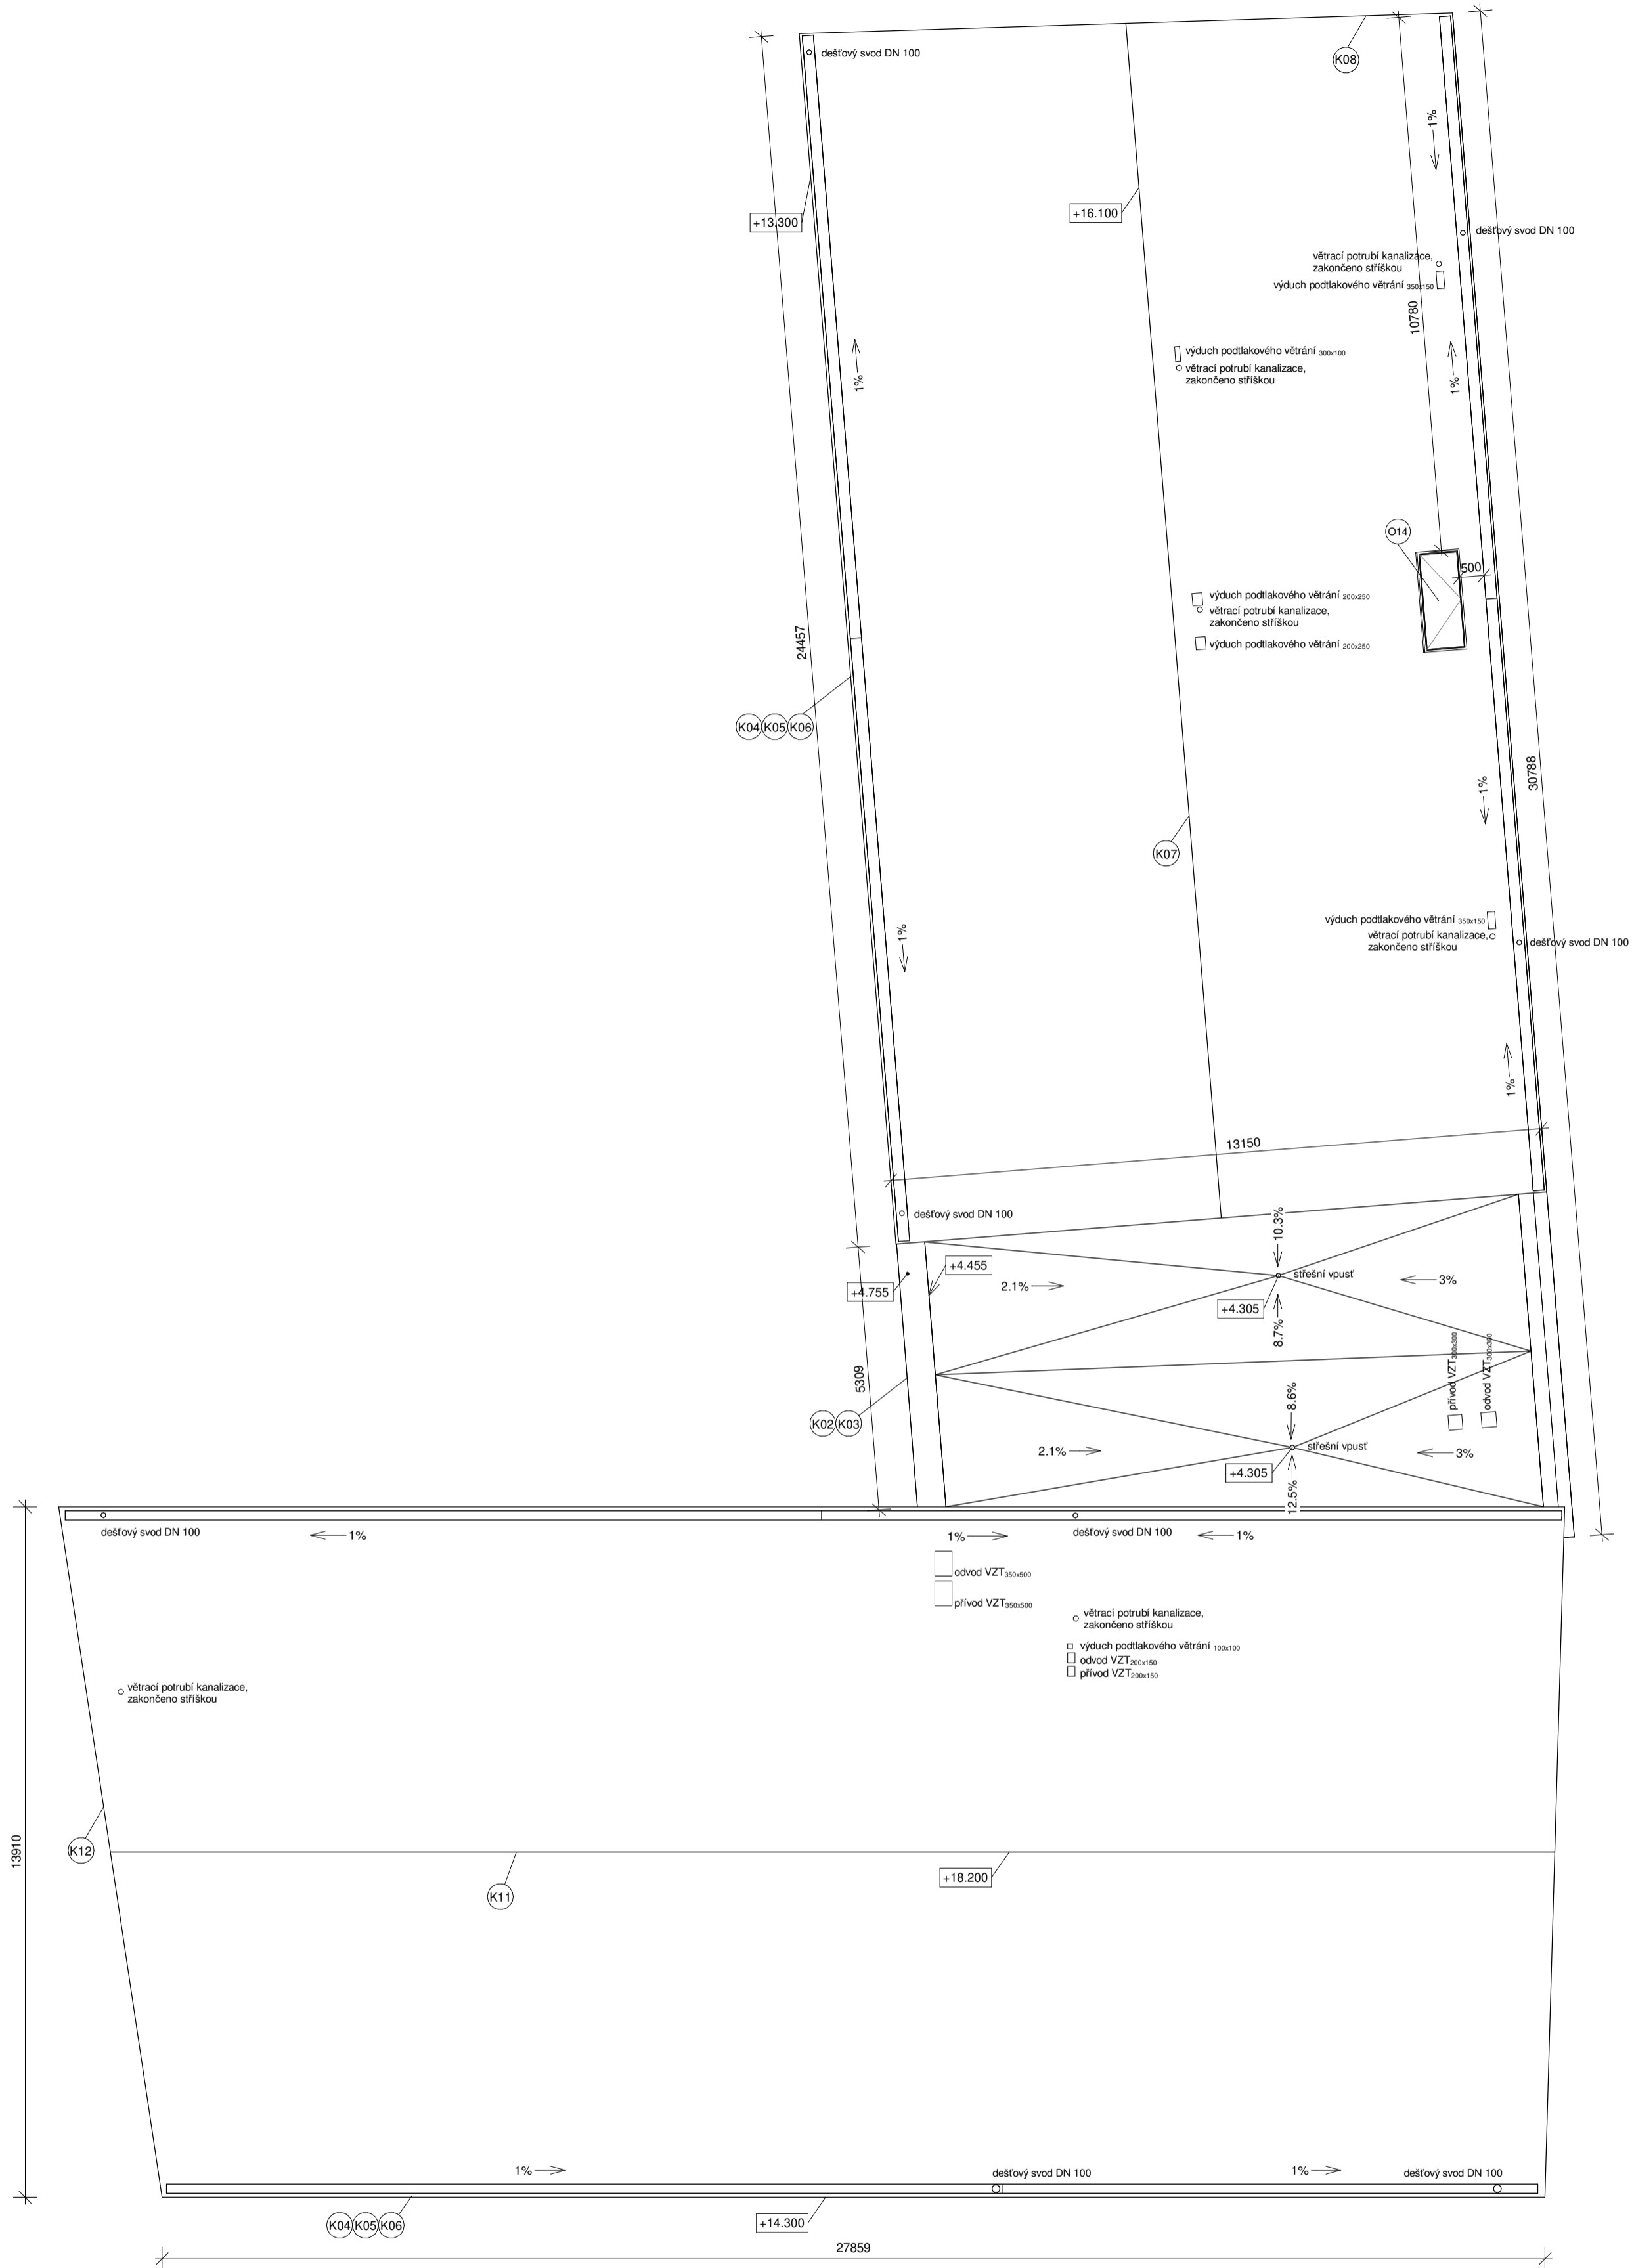 dešťový svod DN 100
K08
1%
+13.300
+16.100
dešťový svod DN 100
větrací potrubí kanalizace,
zakončeno stříškou
výduch podtlakového větrání 350x150
10780
výduch podtlakového větrání 300x100
větrací potrubí kanalizace,
zakončeno stříškou
1%
1%
O14
500
výduch podtlakového větrání 200x250
větrací potrubí kanalizace,
zakončeno stříškou
výduch podtlakového větrání 200x250
24457
K04 K05 K06
30788
1%
K07
výduch podtlakového větrání 350x150
větrací potrubí kanalizace,
zakončeno stříškou
dešťový svod DN 100
1%
1%
13150
dešťový svod DN 100
10.3%
+4.455
střešní vpusť
2.1%
3%
+4.755
+4.305
8.7%
přívod VZT300x300
odvod VZT300x300
5309
8.6%
K02 K03
střešní vpusť
2.1%
3%
+4.305
12.5%
dešťový svod DN 100
1%
1%
dešťový svod DN 100
1%
odvod VZT350x500
přívod VZT350x500
větrací potrubí kanalizace,
zakončeno stříškou
výduch podtlakového větrání 100x100
odvod VZT200x150
přívod VZT200x150
větrací potrubí kanalizace,
zakončeno stříškou
13910
K12
K11
+18.200
1%
dešťový svod DN 100
1%
dešťový svod DN 100
K04 K05 K06
+14.300
27859